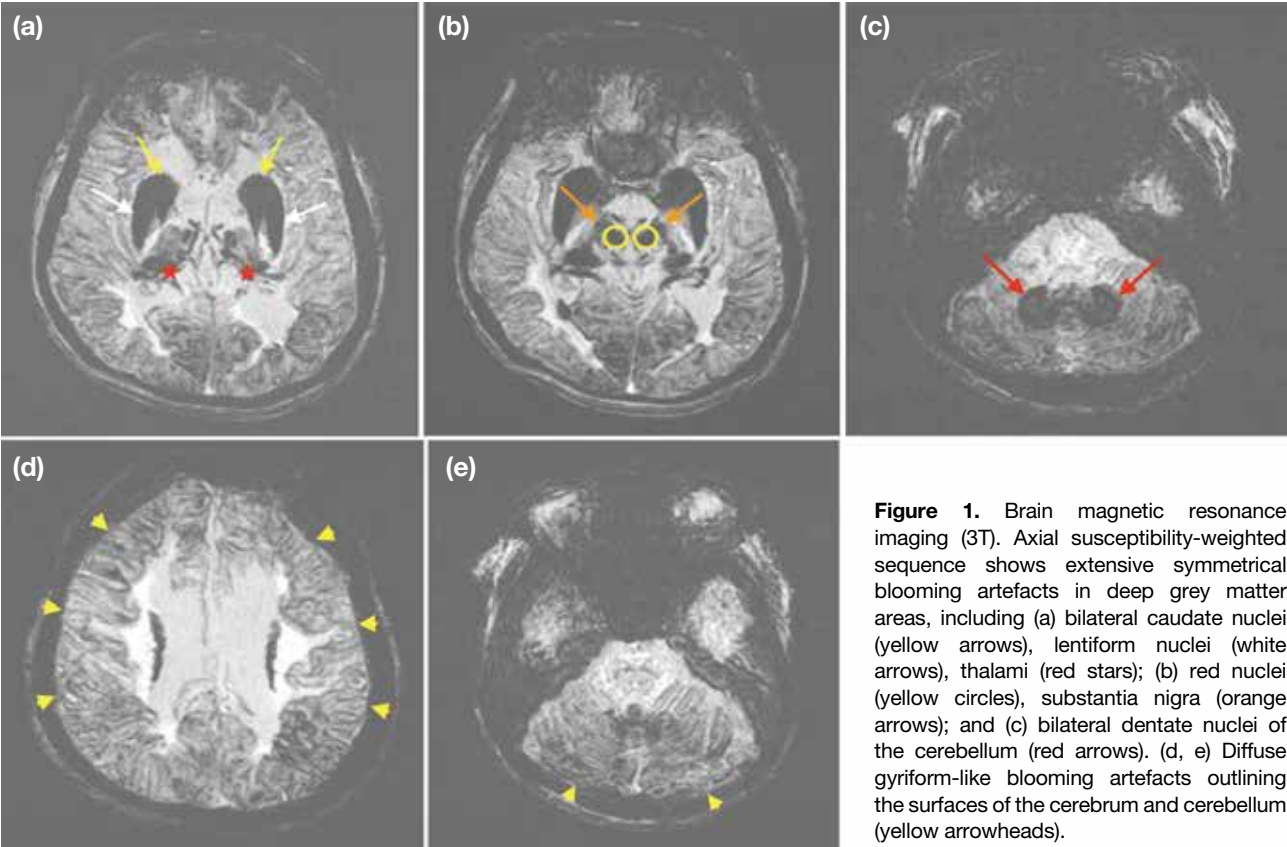 (a)
(b)
(c)
(d)
(e)
Figure 1. Brain magnetic resonance
imaging (3T). Axial susceptibility-weighted
sequence shows extensive symmetrical
blooming artefacts in deep grey matter
areas, including (a) bilateral caudate nuclei
(yellow arrows), lentiform nuclei (white
arrows), thalami (red stars); (b) red nuclei
(yellow circles), substantia nigra (orange
arrows); and (c) bilateral dentate nuclei of
the cerebellum (red arrows). (d, e) Diffuse
gyriform-like blooming artefacts outlining
the surfaces of the cerebrum and cerebellum
(yellow arrowheads).